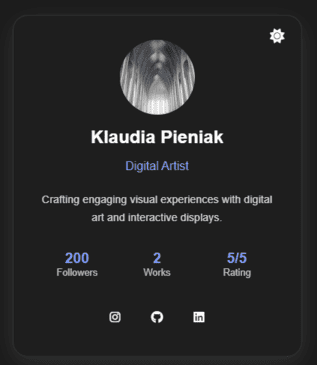 Klaudia Pieniak
Digital Artist
Crafting engaging visual experiences with digital
art and interactive displays.
200 2 5/5
Followers Works Rating